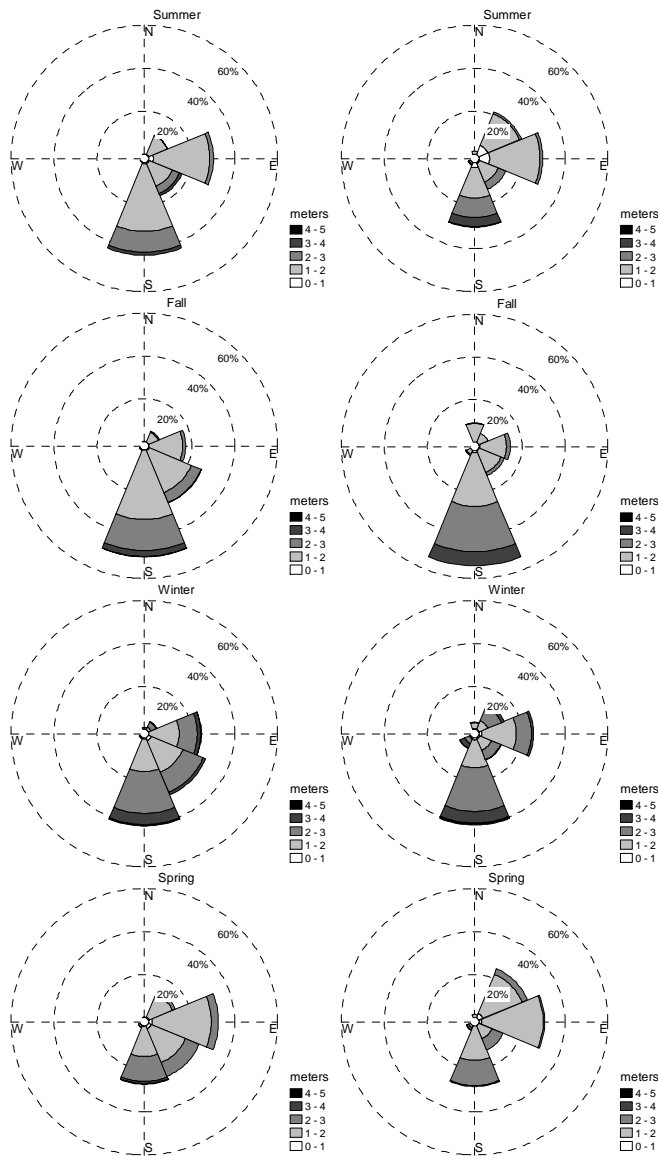 Summer
N
60%
40%
20%
W
E
S
meters
4 - 5
3 - 4
2 - 3
1 - 2
0 - 1
Summer
N
60%
40%
20%
W
E
S
meters
4 - 5
3 - 4
2 - 3
1 - 2
0 - 1
Fall
N
60%
40%
20%
W
E
S
meters
4 - 5
3 - 4
2 - 3
1 - 2
0 - 1
Fall
N
60%
40%
20%
W
E
S
meters
4 - 5
3 - 4
2 - 3
1 - 2
0 - 1
Winter
N
60%
40%
20%
W
E
S
meters
4 - 5
3 - 4
2 - 3
1 - 2
0 - 1
Winter
N
60%
40%
20%
W
E
S
meters
4 - 5
3 - 4
2 - 3
1 - 2
0 - 1
Spring
N
60%
40%
20%
W
E
S
meters
4 - 5
3 - 4
2 - 3
1 - 2
0 - 1
Spring
N
60%
40%
20%
W
E
S
meters
4 - 5
3 - 4
2 - 3
1 - 2
0 - 1